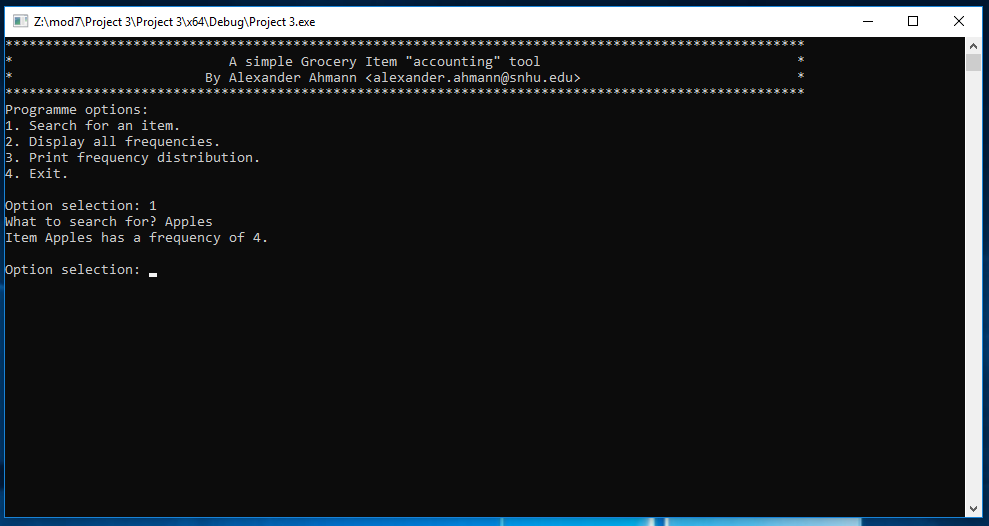 Z:\mod7\Project 3\Project 3\x64\Debug\Project 3.exe
****************************************************************************************************
*                           A simple Grocery Item "accounting" tool                                *
*                        By Alexander Ahmann <alexander.ahmann@snhu.edu>                           *
****************************************************************************************************
Programme options:
1. Search for an item.
2. Display all frequencies.
3. Print frequency distribution.
4. Exit.

Option selection: 1
What to search for? Apples
Item Apples has a frequency of 4.

Option selection: